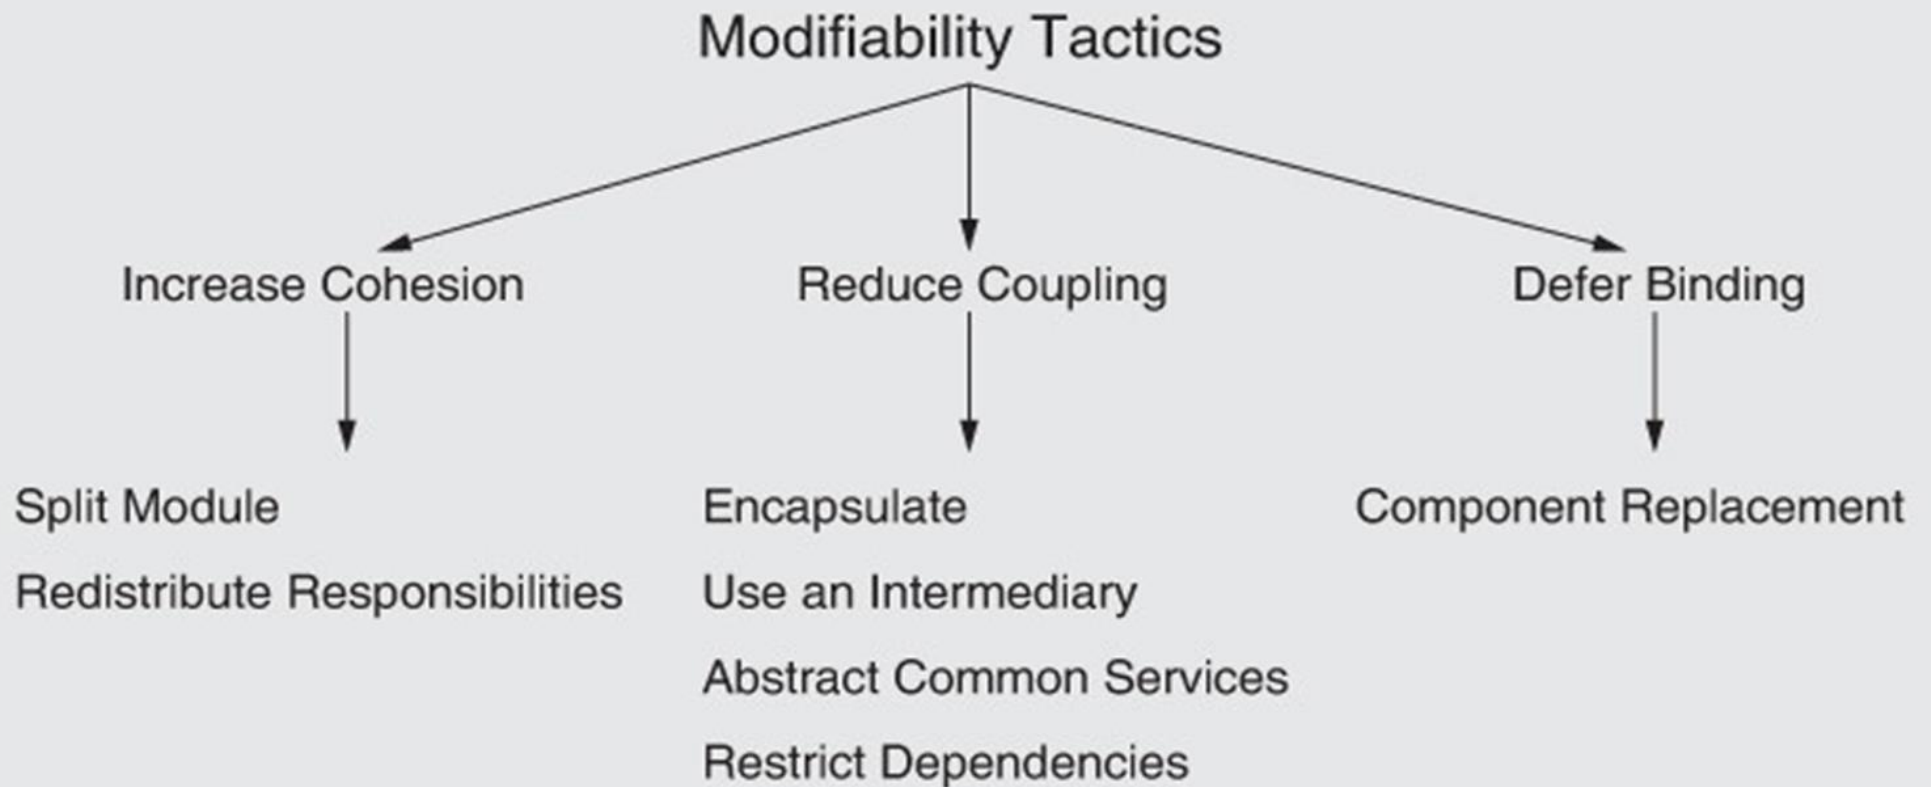 Modifiability Tactics
Increase Cohesion
Reduce Coupling
Defer Binding
Split Module
Redistribute Responsibilities
Encapsulate
Use an Intermediary
Abstract Common Services
Restrict Dependencies
Component Replacement